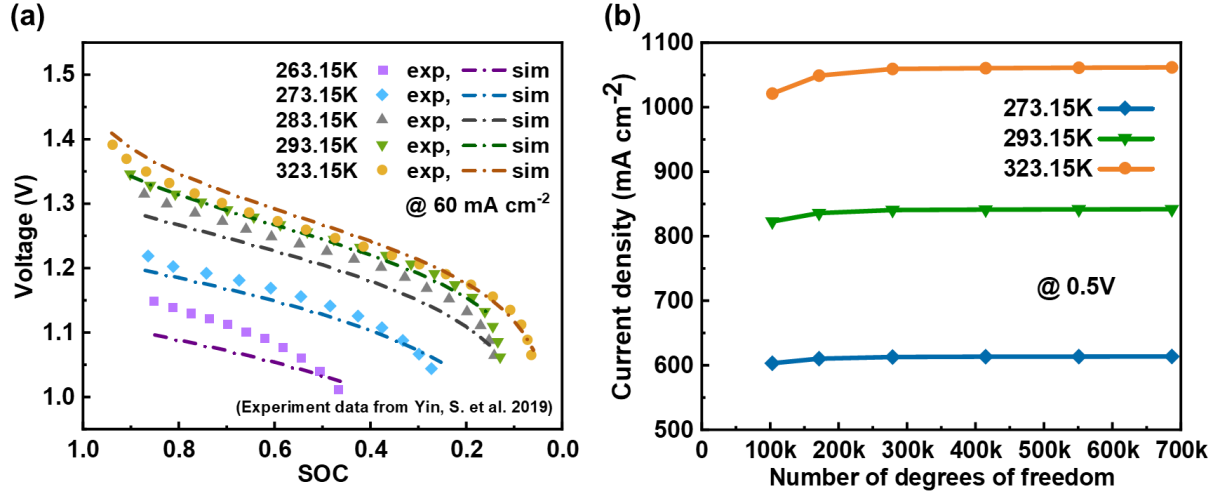 (a)
Voltage (V)
1.5
1.4
1.3
1.2
1.1
1.0
263.15K exp, sim
273.15K exp, sim
283.15K exp, sim
293.15K exp, sim
323.15K exp, sim
@ 60 mA cm⁻²
(Experiment data from Yin, S. et al. 2019)
1.0 0.8 0.6 0.4 0.2 0.0
SOC
(b)
Current density (mA cm⁻²)
1100
1000
900
800
700
600
500
273.15K
293.15K
323.15K
@ 0.5V
0 100k 200k 300k 400k 500k 600k 700k
Number of degrees of freedom